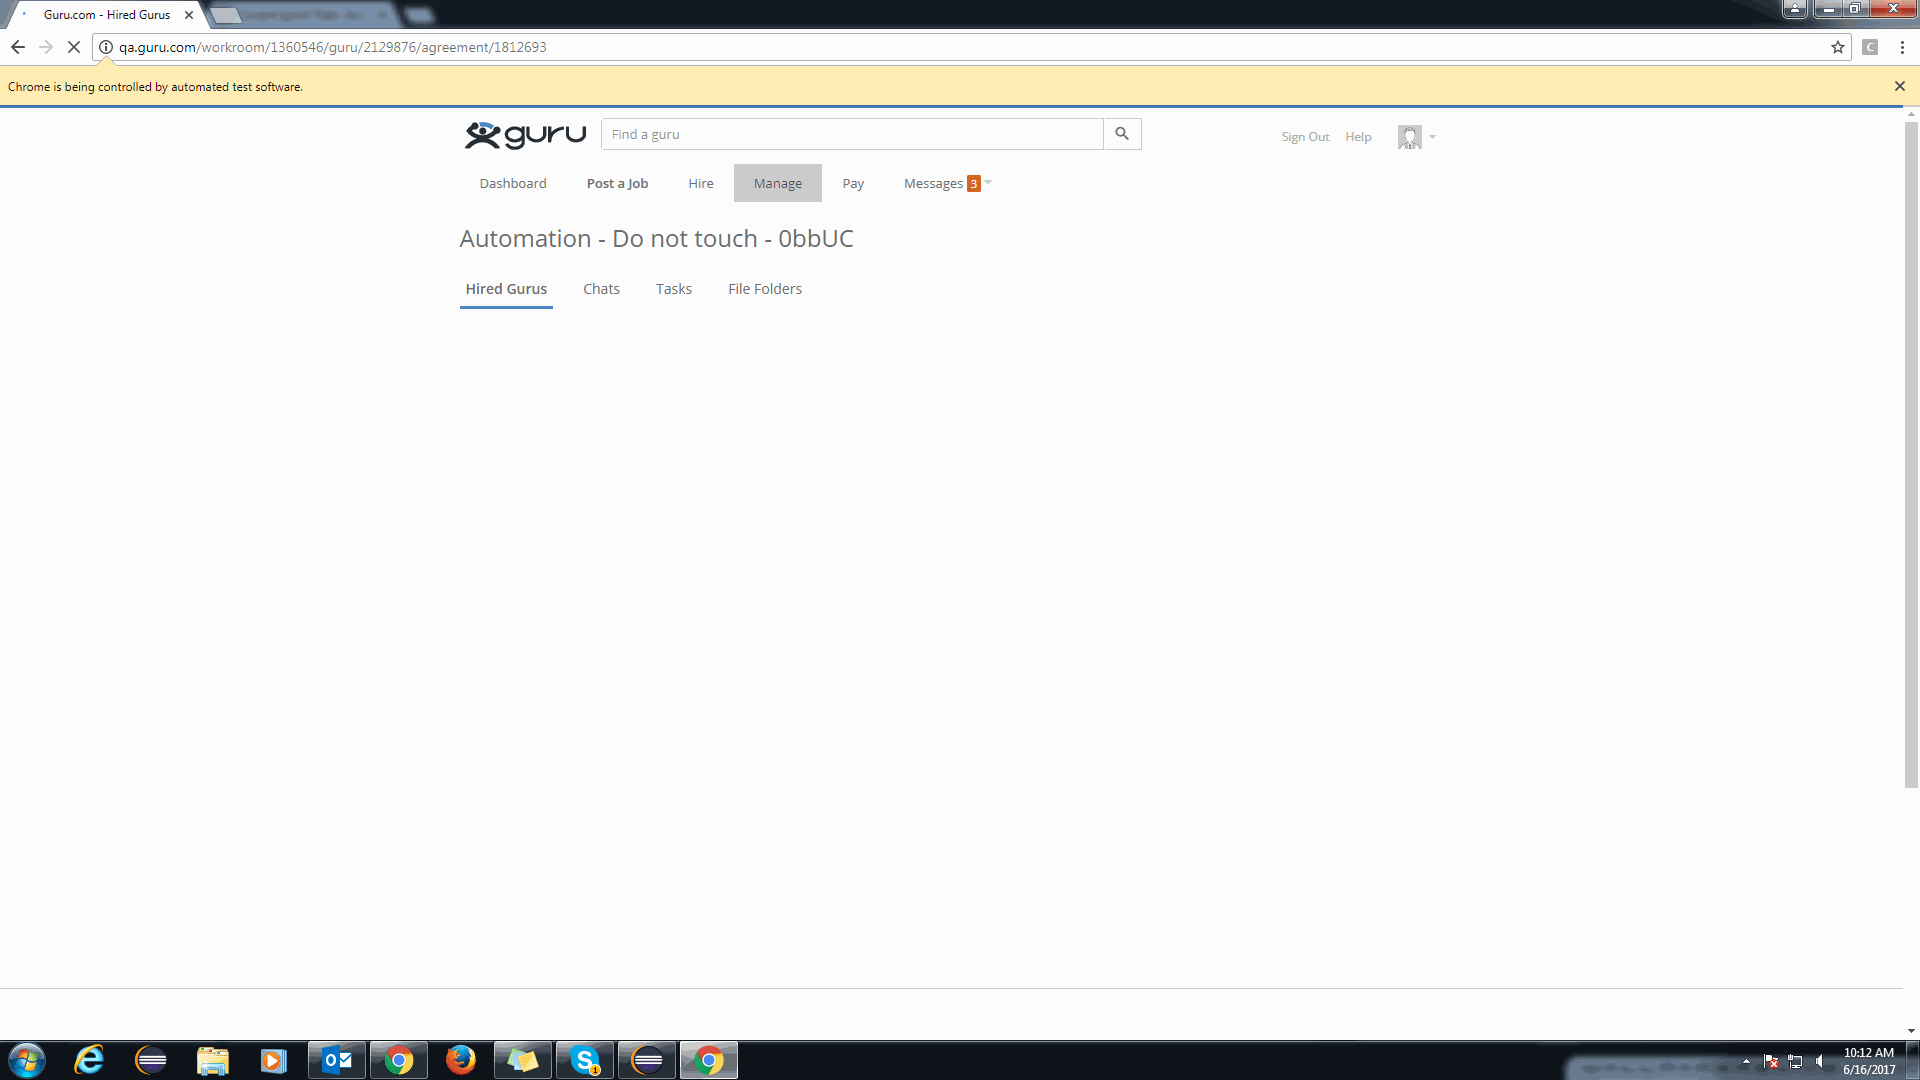 Guru.com - Hired Gurus
qa.guru.com/workroom/1360546/guru/2129876/agreement/1812693
C
Chrome is being controlled by automated test software.
guru
Find a guru
Sign Out Help
Dashboard Post a Job Hire Manage Pay Messages 3
Automation - Do not touch - 0bbUC
Hired Gurus Chats Tasks File Folders
10:12 AM
6/16/2017